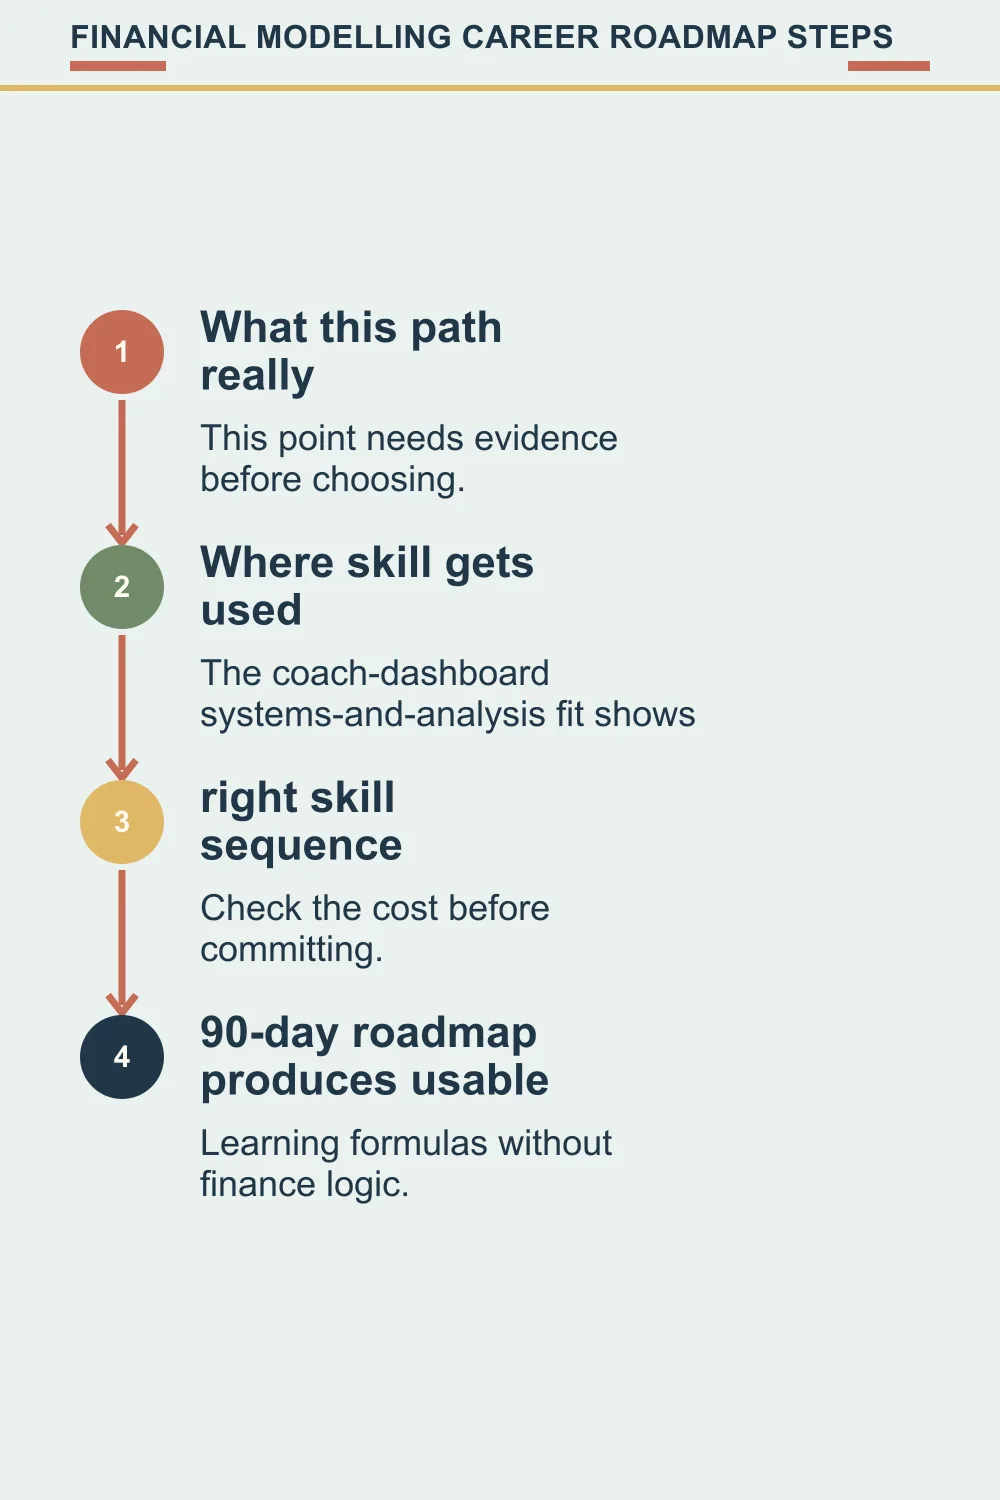 FINANCIAL MODELLING CAREER ROADMAP STEPS
1
What this path
really
This point needs evidence
before choosing.
2
Where skill gets
used
The coach-dashboard
systems-and-analysis fit shows
3
right skill
sequence
Check the cost before
committing.
4
90-day roadmap
produces usable
Learning formulas without
finance logic.